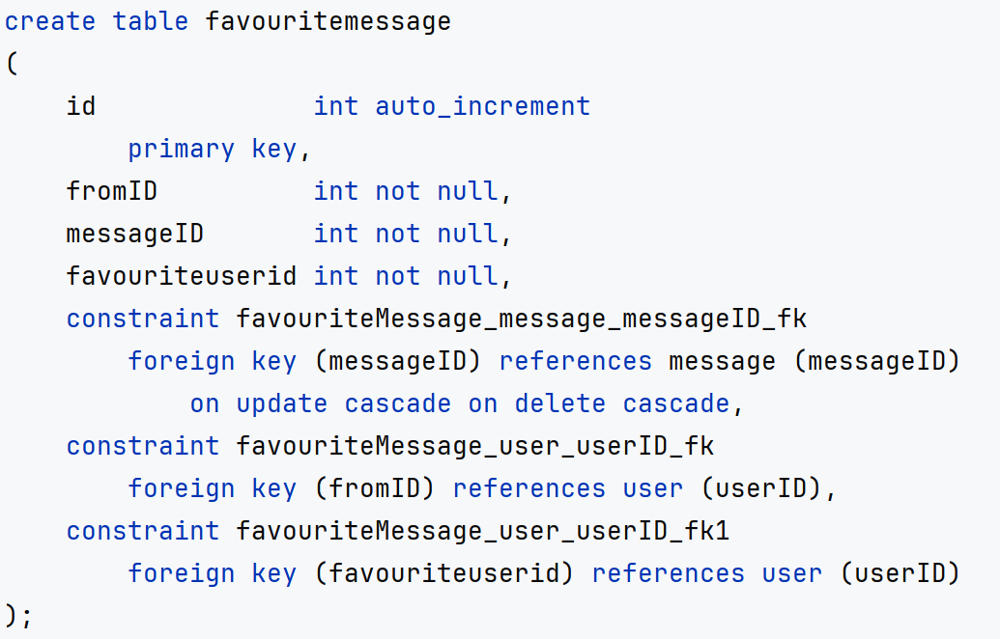 create table favouritemessage
(
    id              int auto_increment
        primary key,
    fromID          int not null,
    messageID       int not null,
    favouriteuserid int not null,
    constraint favouriteMessage_message_messageID_fk
        foreign key (messageID) references message (messageID)
            on update cascade on delete cascade,
    constraint favouriteMessage_user_userID_fk
        foreign key (fromID) references user (userID),
    constraint favouriteMessage_user_userID_fk1
        foreign key (favouriteuserid) references user (userID)
);